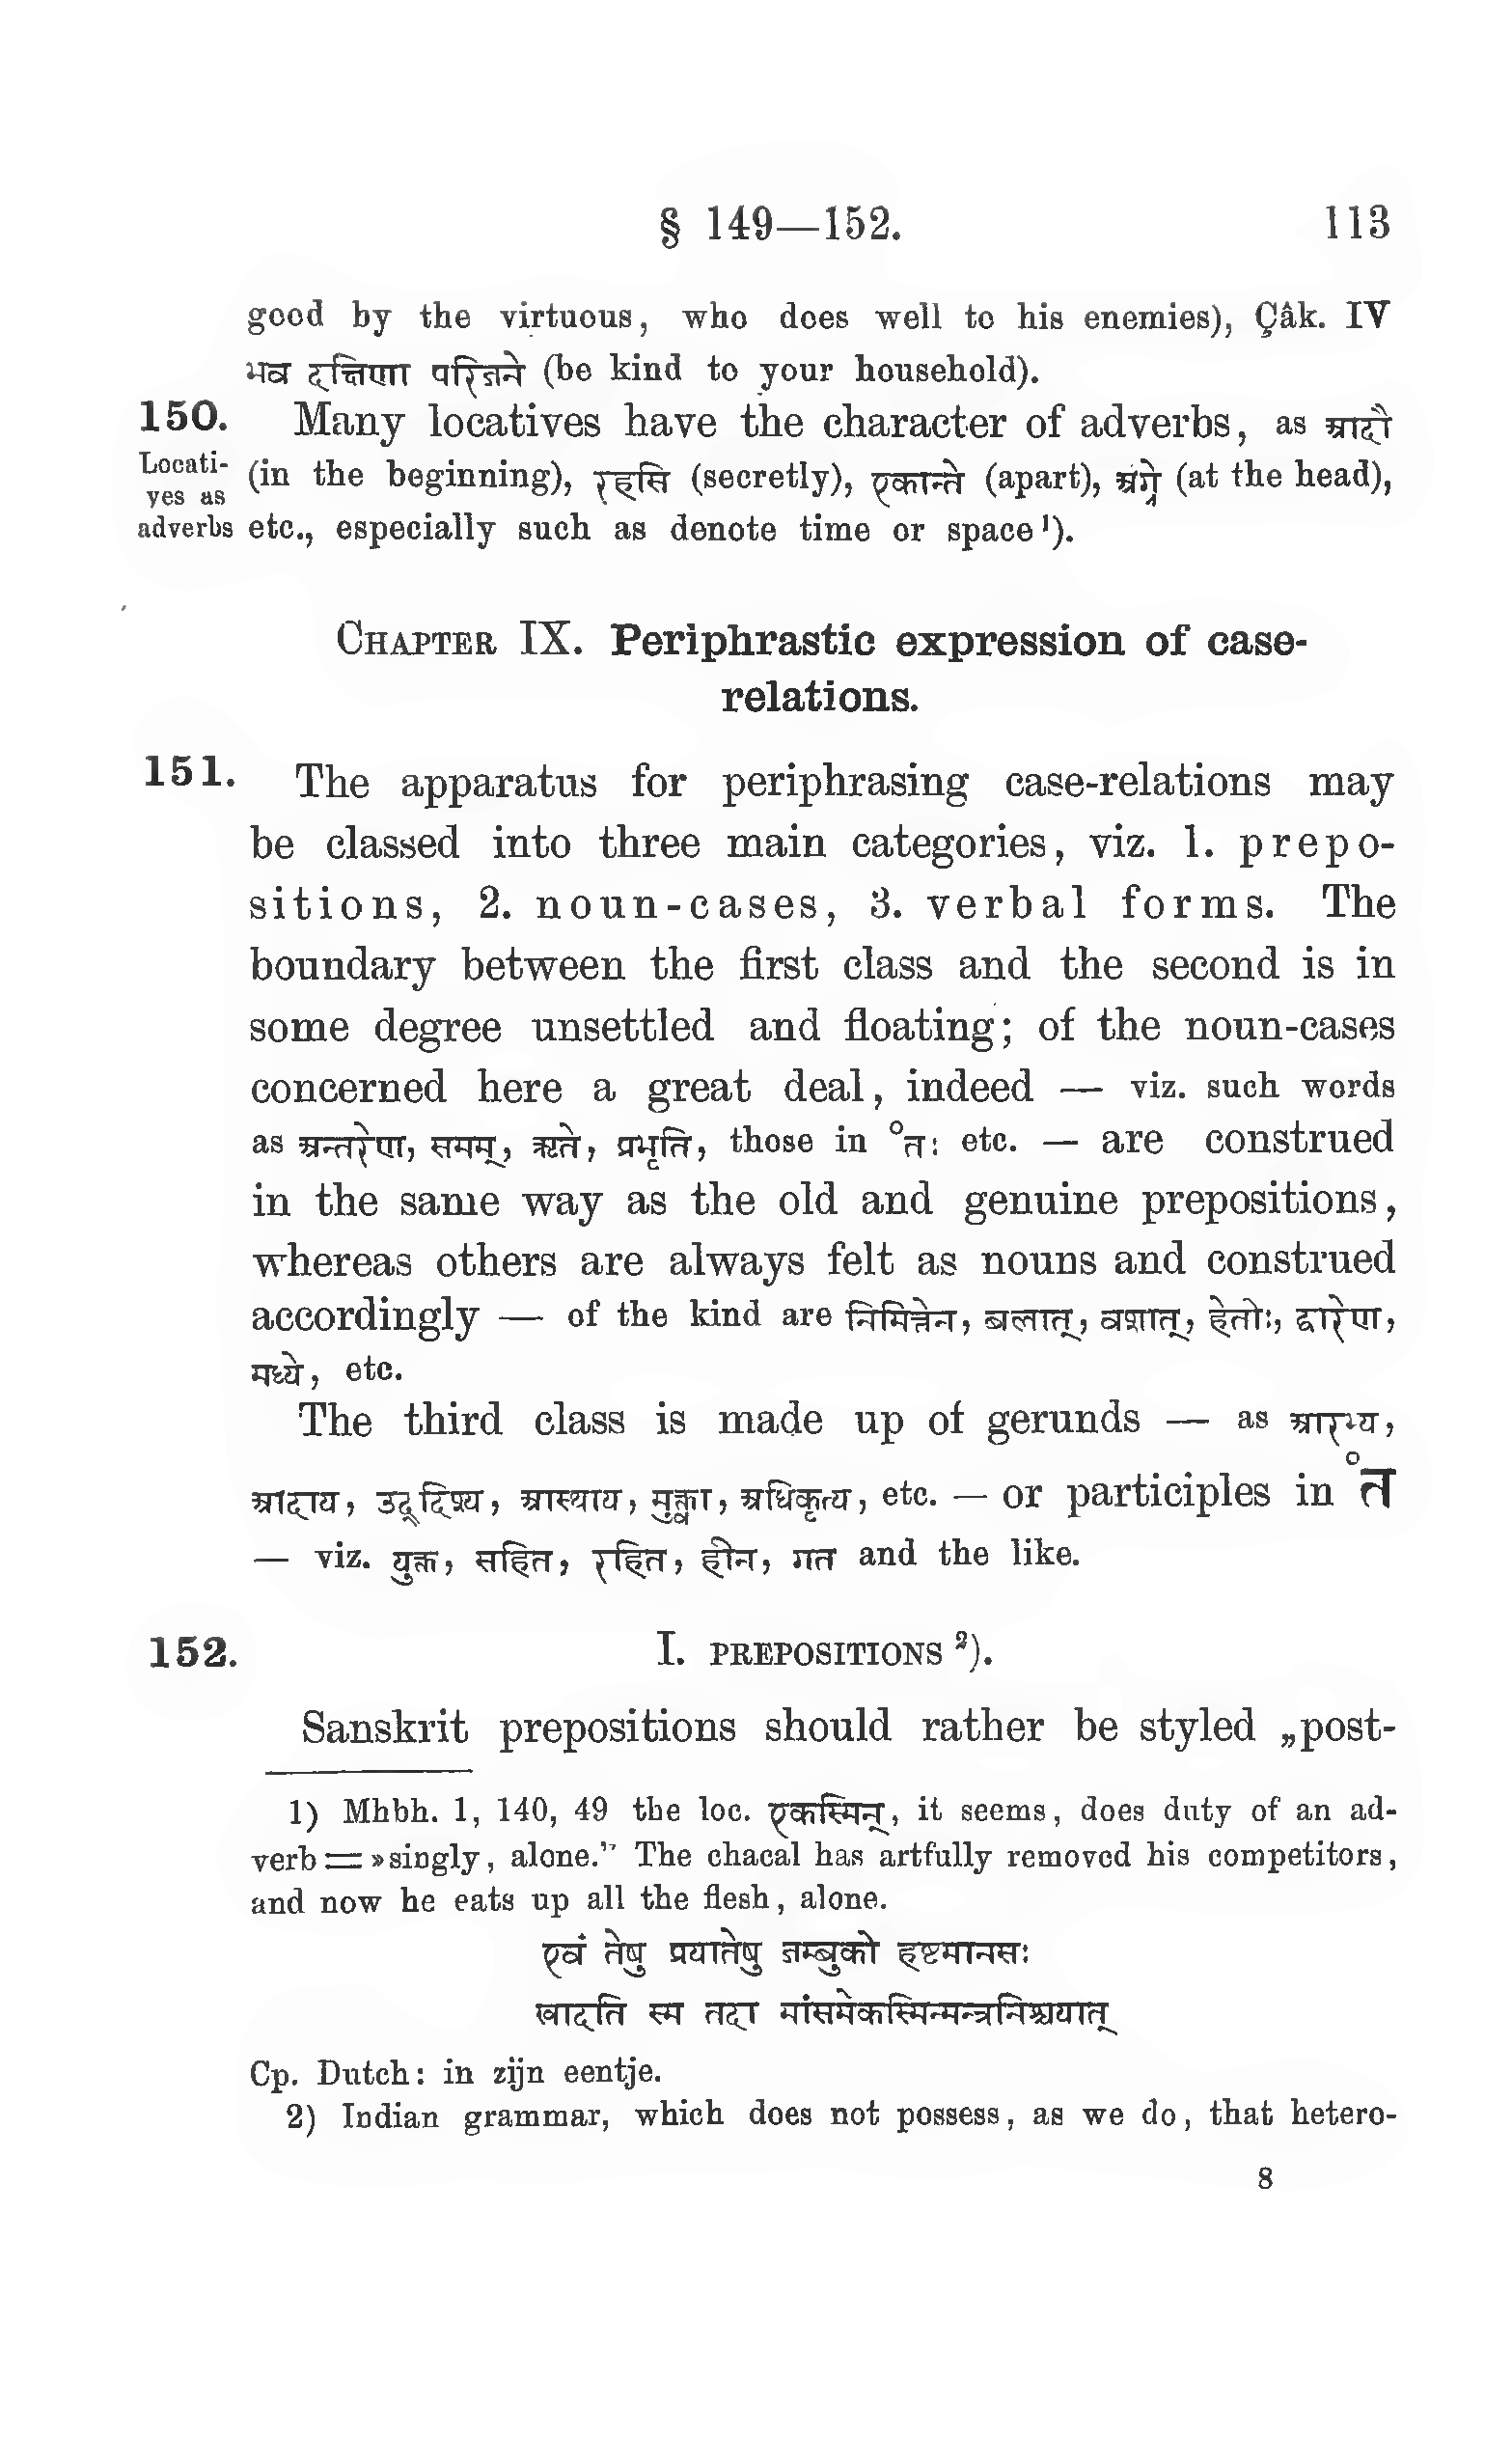 § 149—152. 113
good by the virtuous, who does well to his enemies), Çâk. IV
भव दक्षिणा परिजने (be kind to your household).
150. Many locatives have the character of adverbs, as आदौ
Locati- (in the beginning), रहसि (secretly), एकान्ते (apart), अग्रे (at the head),
ves as
adverbs etc., especially such as denote time or space ¹).
CHAPTER IX. Periphrastic expression of case-
relations.
151. The apparatus for periphrasing case-relations may
be classed into three main categories, viz. 1. prepo-
sitions, 2. noun-cases, 3. verbal forms. The
boundary between the first class and the second is in
some degree unsettled and floating; of the noun-cases
concerned here a great deal, indeed — viz. such words
as अन्तरेण, समम्, ऋते, प्रभृति, those in °तः etc. — are construed
in the same way as the old and genuine prepositions,
whereas others are always felt as nouns and construed
accordingly — of the kind are निमित्तेन, बलात्, वशात्, हेतोः, द्वारेण,
मध्ये, etc.
The third class is made up of gerunds — as आरभ्य,
आदाय, उद्दिश्य, आस्थाय, मुक्त्वा, अधिकृत्य, etc. — or participles in °त
— viz. युक्त, सहित, रहित, हीन, गत and the like.
152. I. PREPOSITIONS ²).
Sanskrit prepositions should rather be styled „post-
1) Mhbh. 1, 140, 49 the loc. एकस्मिन्, it seems, does duty of an ad-
verb = »singly, alone." The chacal has artfully removed his competitors,
and now he eats up all the flesh, alone.
एवं तेषु प्रयातेषु जम्बुको हृष्टमानसः
खादति स्म तदा मांसमेकस्मिन्मन्त्रनिश्चयात्
Cp. Dutch: in zijn eentje.
2) Indian grammar, which does not possess, as we do, that hetero-
8